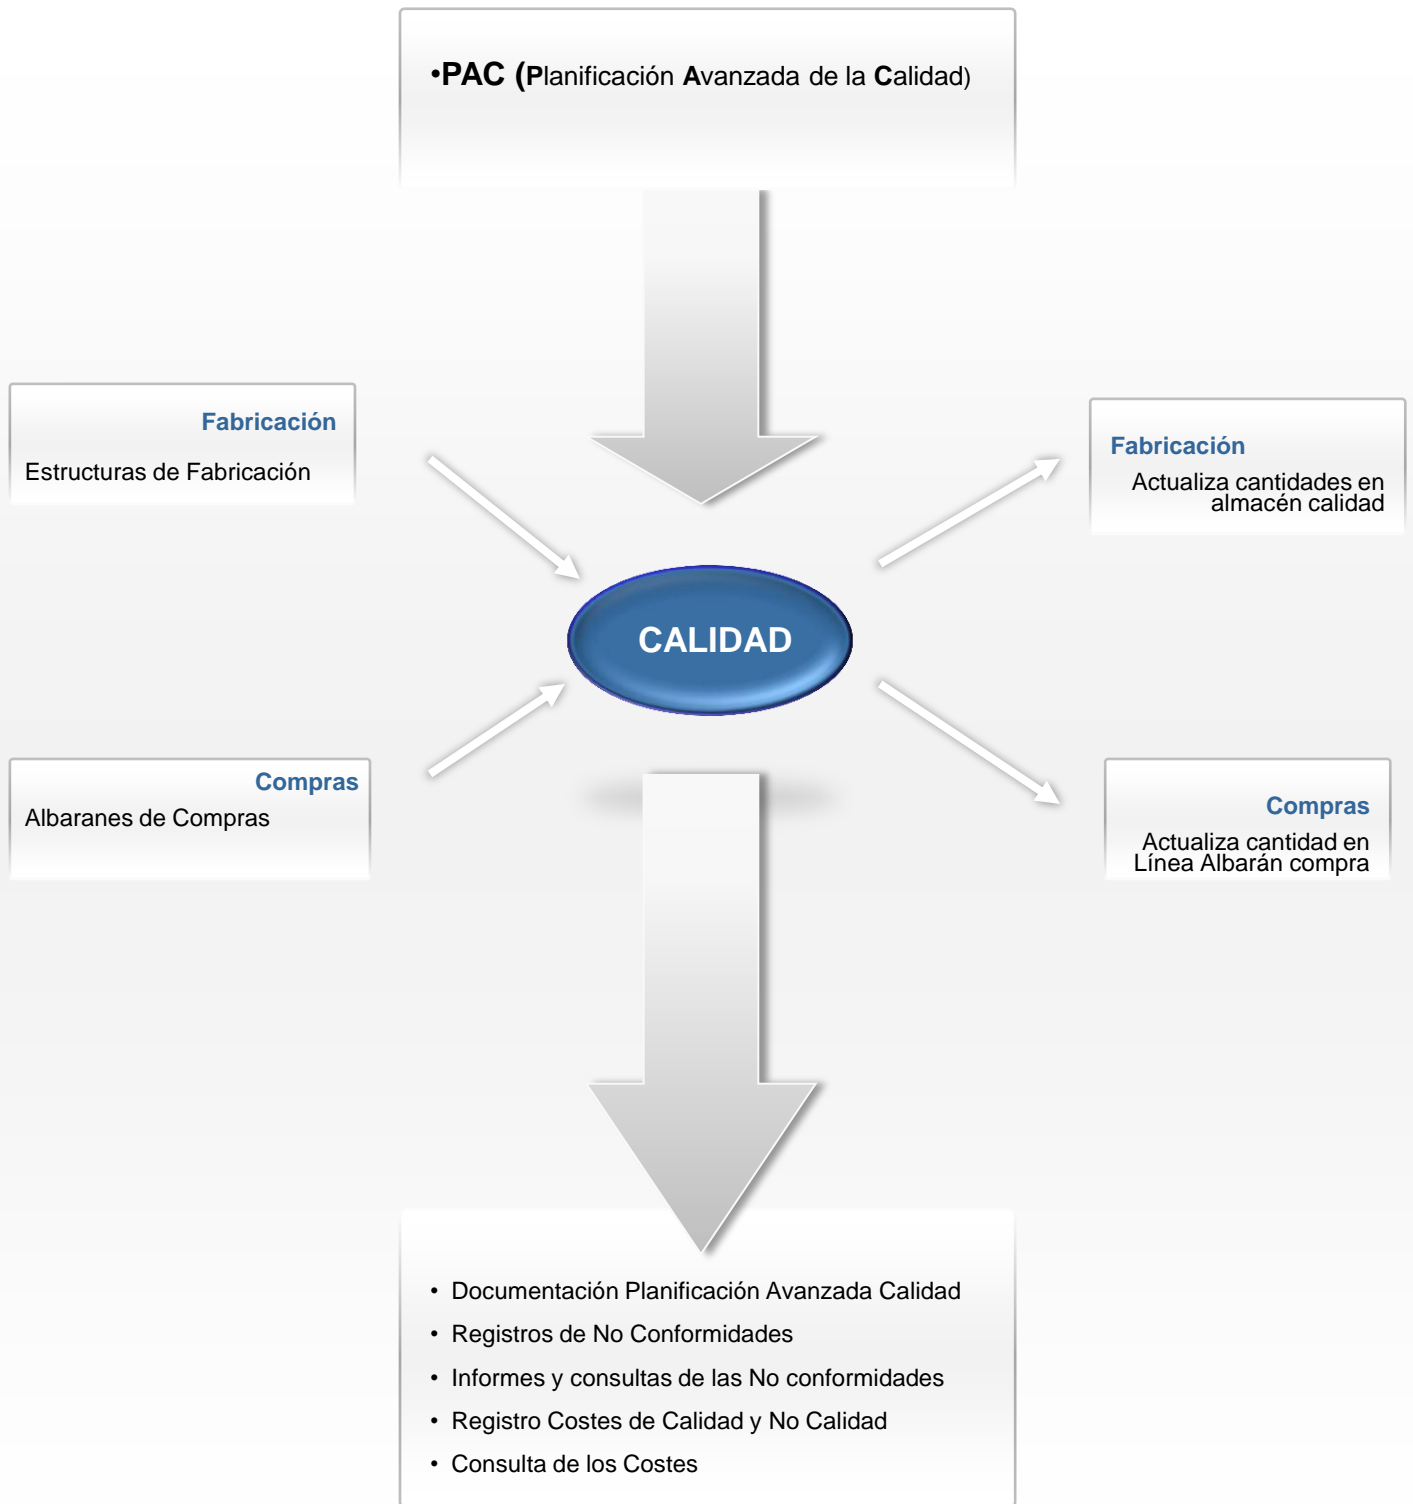 •PAC (Planificación Avanzada de la Calidad)
Fabricación
Estructuras de Fabricación
Fabricación
Actualiza cantidades en
almacén calidad
CALIDAD
Compras
Albaranes de Compras
Compras
Actualiza cantidad en
Línea Albarán compra
• Documentación Planificación Avanzada Calidad
• Registros de No Conformidades
• Informes y consultas de las No conformidades
• Registro Costes de Calidad y No Calidad
• Consulta de los Costes